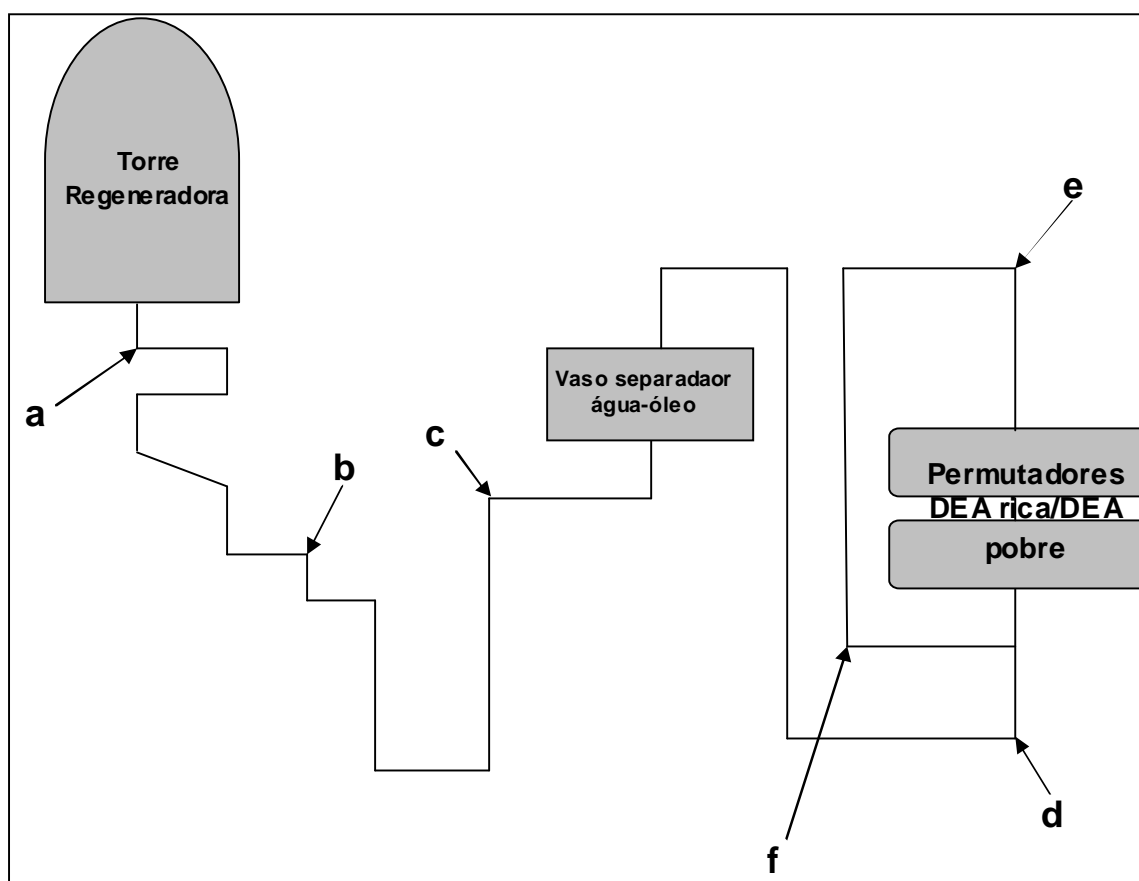 Torre
Regeneradora
e
a
b
c
Vaso separadaor
água-óleo
Permutadores
DEA rica/DEA
pobre
d
f